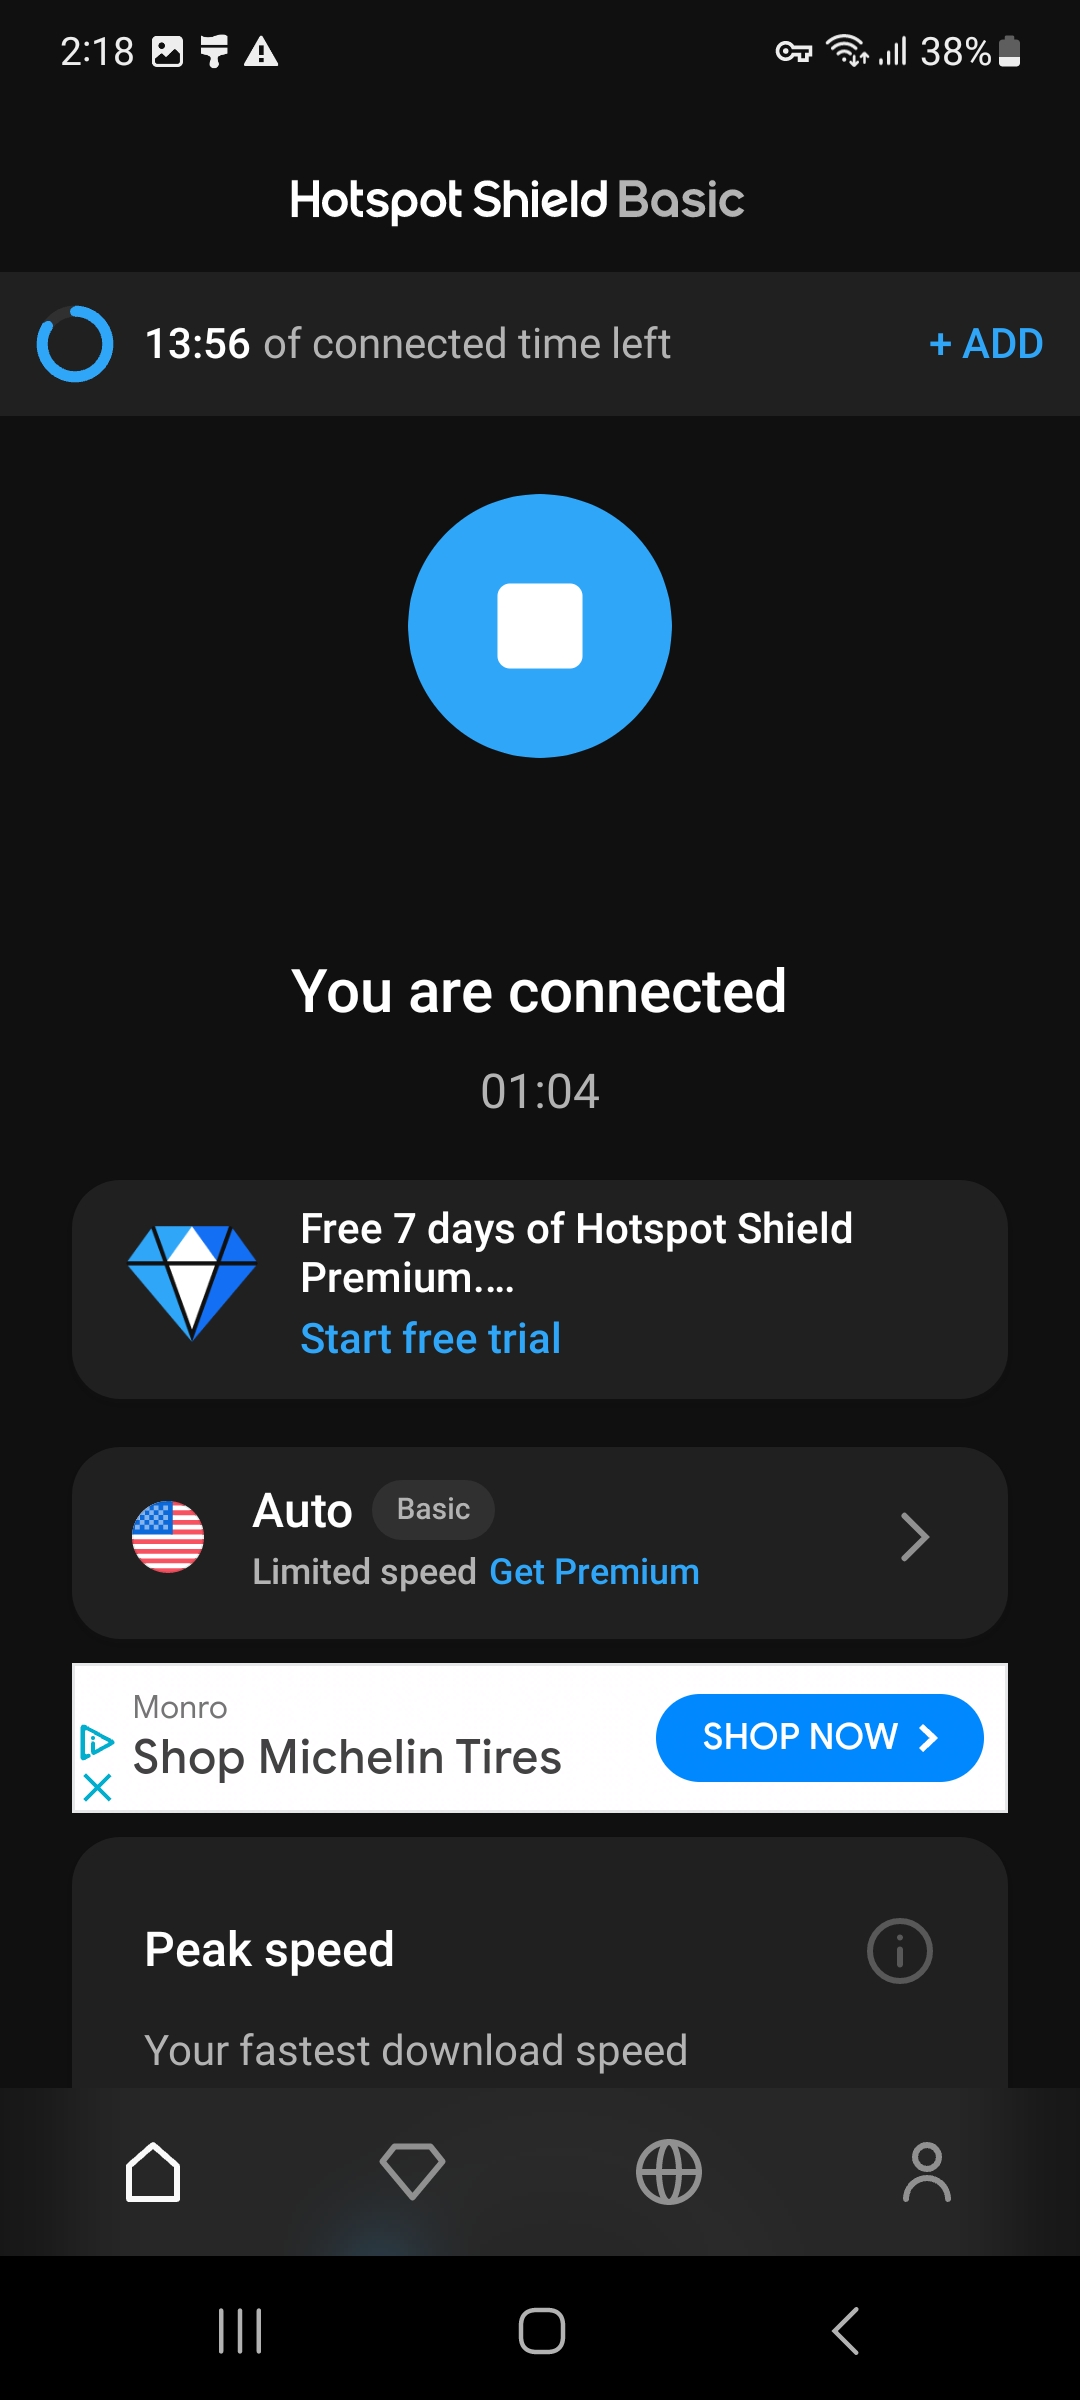 2:18 38%
Hotspot Shield Basic
13:56 of connected time left + ADD
You are connected
01:04
Free 7 days of Hotspot Shield
Premium....
Start free trial
Auto Basic
Limited speed Get Premium
Monro
Shop Michelin Tires
SHOP NOW
Peak speed
Your fastest download speed